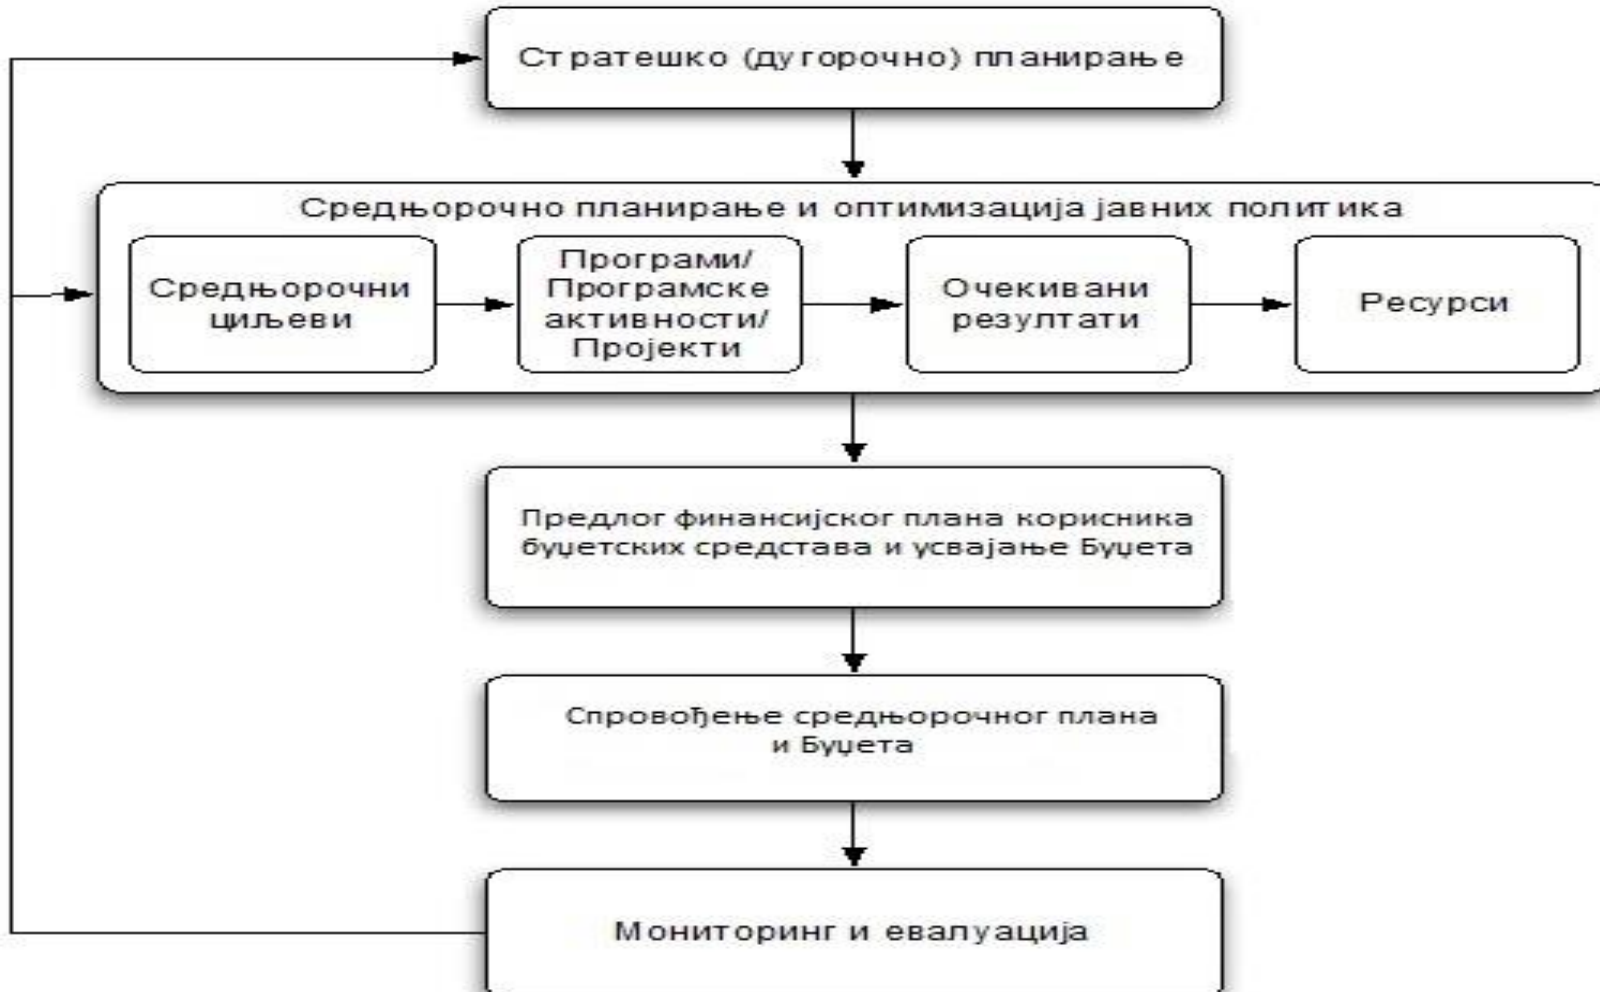 Стратешко (дугорочно) планирање
Средњорочно планирање и оптимизација јавних политика
Средњорочни
циљеви
Програми/
Програмске
активности/
Пројекти
Очекивани
резултати
Ресурси
Предлог финансијског плана корисника
буџетских средстава и усвајање Буџета
Спровођење средњорочног плана
и Буџета
Мониторинг и евалуација